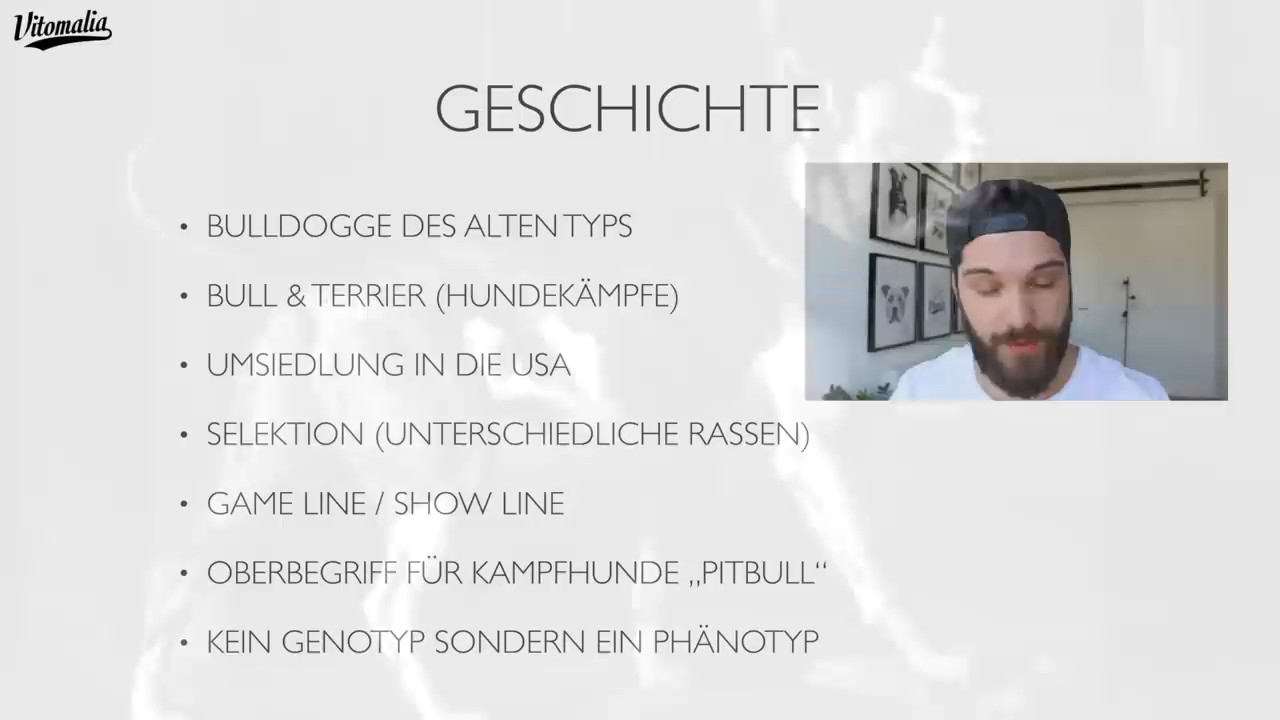 Vitomalia
GESCHICHTE
• BULLDOGGE DES ALTEN TYPS
• BULL & TERRIER (HUNDEKÄMPFE)
• UMSIEDLUNG IN DIE USA
• SELEKTION (UNTERSCHIEDLICHE RASSEN)
• GAME LINE / SHOW LINE
• OBERBEGRIFF FÜR KAMPFHUNDE „PITBULL“
• KEIN GENOTYP SONDERN EIN PHÄNOTYP